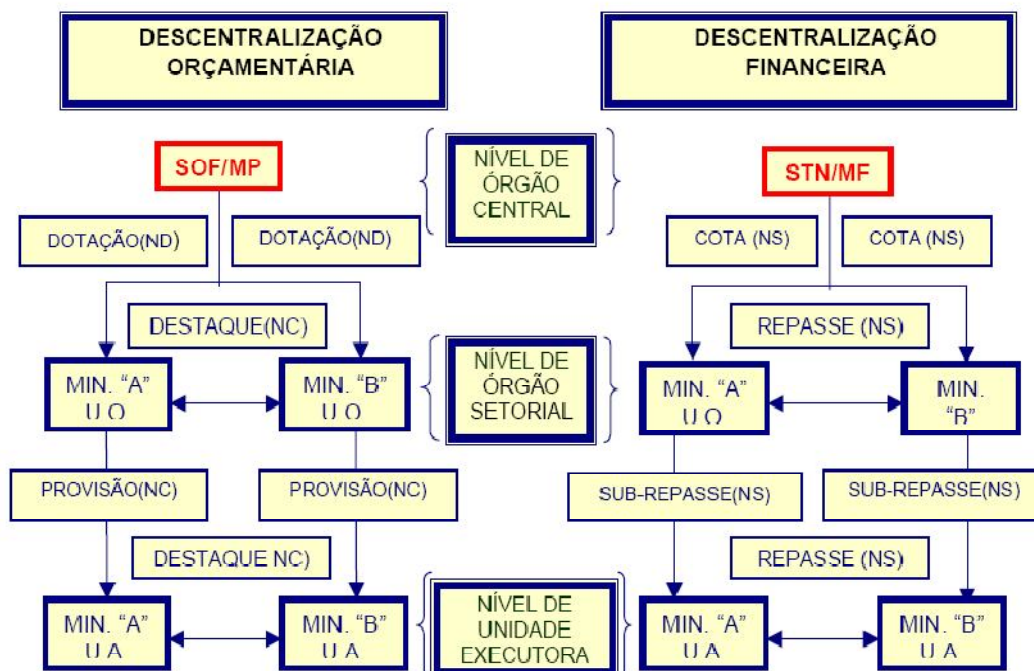 DESCENTRALIZAÇÃO
ORÇAMENTÁRIA
DESCENTRALIZAÇÃO
FINANCEIRA
SOF/MP
NÍVEL DE
ÓRGÃO
CENTRAL
STN/MF
DOTAÇÃO(ND)
DOTAÇÃO(ND)
COTA (NS)
COTA (NS)
DESTAQUE(NC)
REPASSE (NS)
MIN. "A"
U.O
MIN. "B"
U.O
NÍVEL DE
ÓRGÃO
SETORIAL
MIN. "A"
U.O
MIN.
"B"
PROVISÃO(NC)
PROVISÃO(NC)
SUB-REPASSE(NS)
SUB-REPASSE(NS)
DESTAQUE NC)
REPASSE (NS)
MIN. "A"
U.A
MIN. "B"
U.A
NÍVEL DE
UNIDADE
EXECUTORA
MIN. "A"
U.A
MIN. "B"
U.A